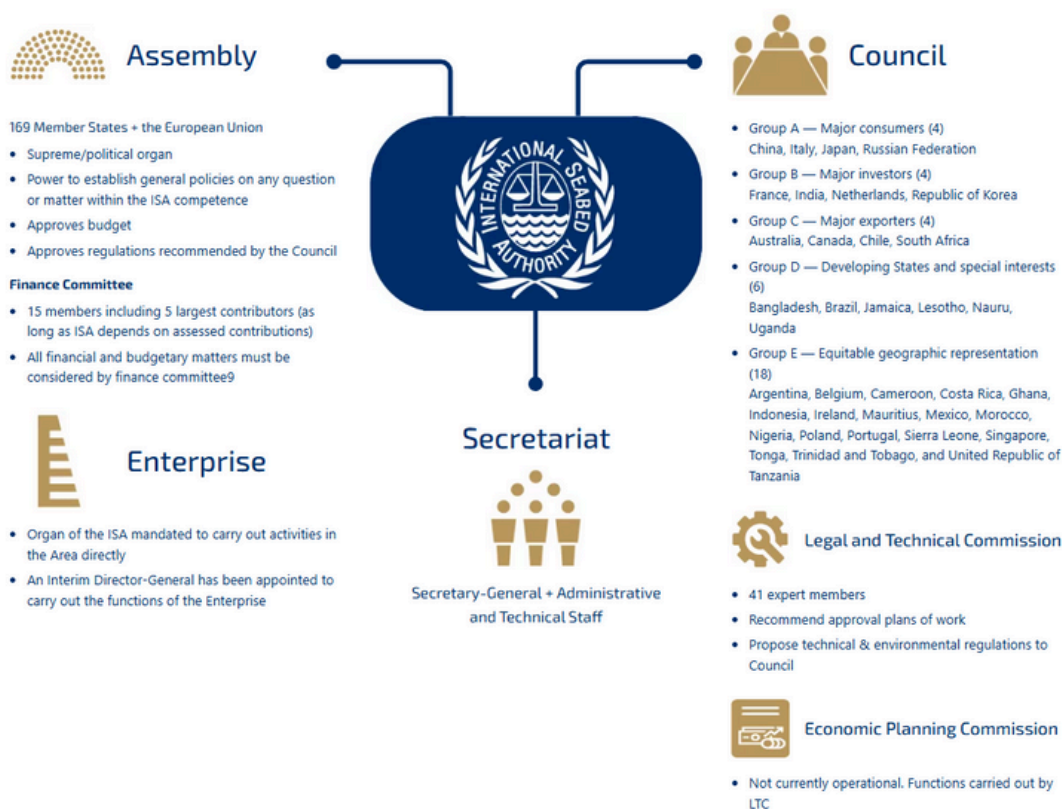 Assembly
169 Member States + the European Union
• Supreme/political organ
• Power to establish general policies on any question
or matter within the ISA competence
• Approves budget
• Approves regulations recommended by the Council
Finance Committee
• 15 members including 5 largest contributors (as
long as ISA depends on assessed contributions)
• All financial and budgetary matters must be
considered by finance committee9
Enterprise
• Organ of the ISA mandated to carry out activities in
the Area directly
• An Interim Director-General has been appointed to
carry out the functions of the Enterprise
INTERNATIONAL SEABED
AUTHORITY
Secretariat
Secretary-General + Administrative
and Technical Staff
Council
• Group A — Major consumers (4)
China, Italy, Japan, Russian Federation
• Group B — Major investors (4)
France, India, Netherlands, Republic of Korea
• Group C — Major exporters (4)
Australia, Canada, Chile, South Africa
• Group D — Developing States and special interests
(6)
Bangladesh, Brazil, Jamaica, Lesotho, Nauru,
Uganda
• Group E — Equitable geographic representation
(18)
Argentina, Belgium, Cameroon, Costa Rica, Ghana,
Indonesia, Ireland, Mauritius, Mexico, Morocco,
Nigeria, Poland, Portugal, Sierra Leone, Singapore,
Tonga, Trinidad and Tobago, and United Republic of
Tanzania
Legal and Technical Commission
• 41 expert members
• Recommend approval plans of work
• Propose technical & environmental regulations to
Council
Economic Planning Commission
• Not currently operational. Functions carried out by
LTC